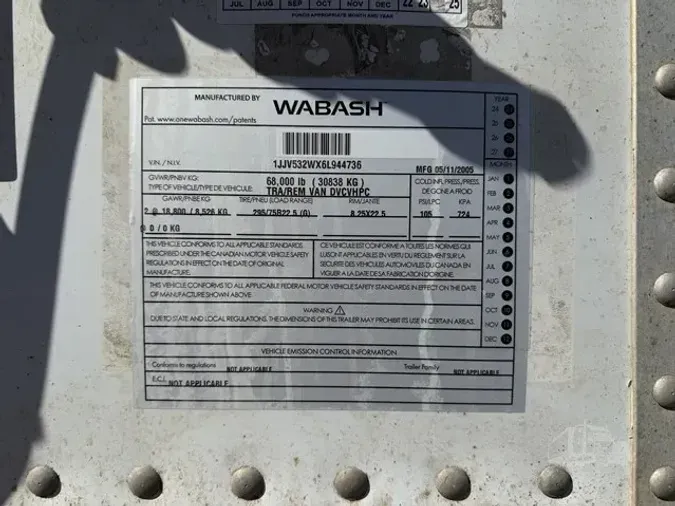 JUL AUG SEP OCT NOV DEC 22 23 25
PUNCH APPROPRIATE MONTH AND YEAR
MANUFACTURED BY WABASH
Pat. www.onewabash.com/patents
V.I.N. / N.I.V. 1JJV532WX6L944736 MFG 05/11/2005
GVWR/PNBV KG: 68,000 lb ( 30838 KG )
TYPE OF VEHICLE/TYPE DE VEHICULE: TRA/REM VAN DVCVHPC
COLD INFL PRESS/PRESS. DE GONF A FROID
GAWR/PNBE KG TIRE/PNEU (LOAD RANGE) RIM/JANTE PSI/LPC KPA
2 @ 18,800 / 8,528 KG 295/75R22.5 (G) 8.25X22.5 105 724
@ 0 / 0 KG
THIS VEHICLE CONFORMS TO ALL APPLICABLE STANDARDS
PRESCRIBED UNDER THE CANADIAN MOTOR VEHICLE SAFETY
REGULATIONS IN EFFECT ON THE DATE OF ORIGINAL
MANUFACTURE.
CE VEHICULE EST CONFORME A TOUTES LES NORMES QUI
LUI SONT APPLICABLES EN VERTU DU REGLEMENT SUR LA
SECURITE DES VEHICULES AUTOMOBILES DU CANADA EN
VIGUEUR A LA DATE DE SA FABRICATION D'ORIGINE.
THIS VEHICLE CONFORMS TO ALL APPLICABLE FEDERAL MOTOR VEHICLE SAFETY STANDARDS IN EFFECT ON THE DATE
OF MANUFACTURE SHOWN ABOVE.
WARNING
DUE TO STATE AND LOCAL REGULATIONS, THE DIMENSIONS OF THIS TRAILER MAY PROHIBIT ITS USE IN CERTAIN AREAS.
VEHICLE EMISSION CONTROL INFORMATION
Conforms to regulations NOT APPLICABLE Trailer Family NOT APPLICABLE
E.C.I. NOT APPLICABLE
YEAR
24
25
26
27
MONTH
JAN
FEB
MAR
APR
MAY
JUN
JUL
AUG
SEP
OCT
NOV
DEC